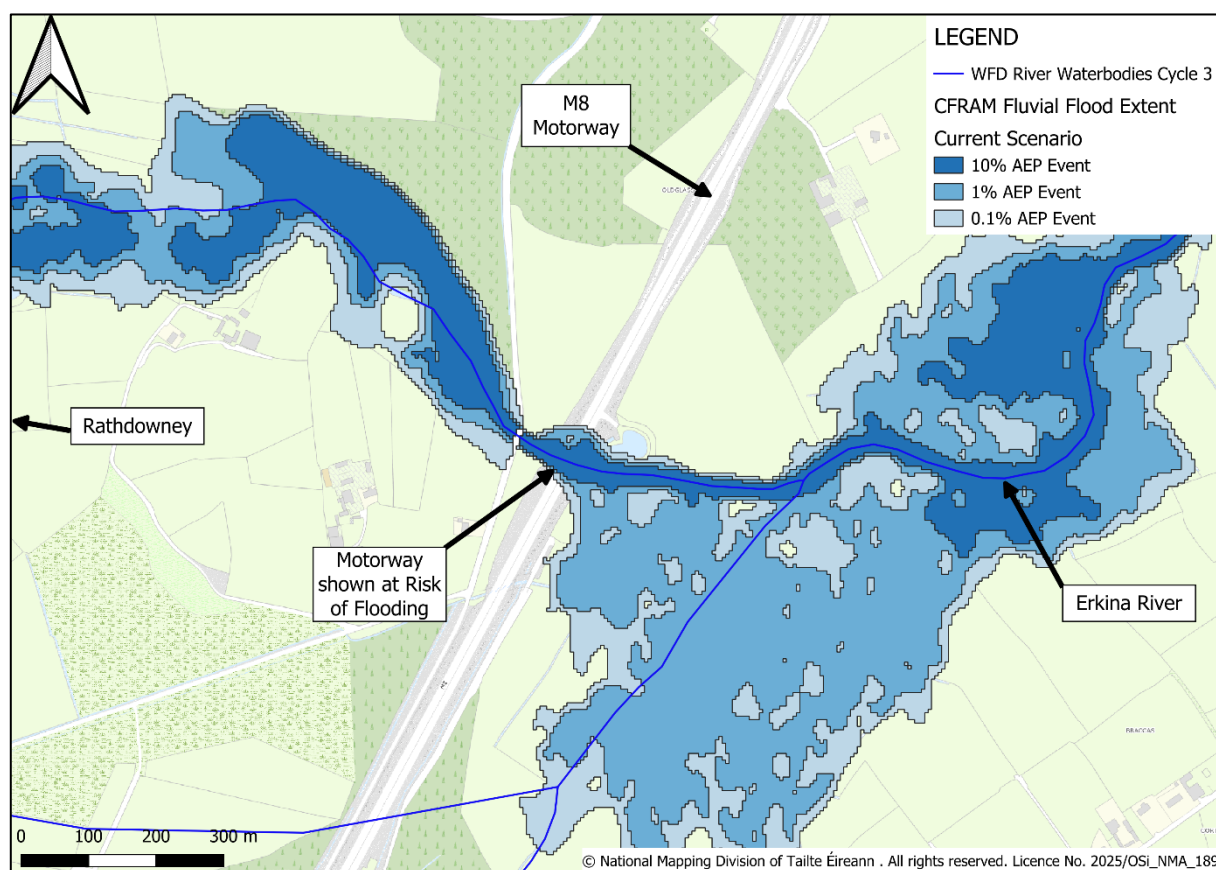 LEGEND
WFD River Waterbodies Cycle 3
CFRAM Fluvial Flood Extent
Current Scenario
10% AEP Event
1% AEP Event
0.1% AEP Event
M8
Motorway
Rathdowney
Motorway
shown at Risk
of Flooding
Erkina River
BRACCAS
0 100 200 300 m
© National Mapping Division of Tailte Éireann . All rights reserved. Licence No. 2025/OSi_NMA_189